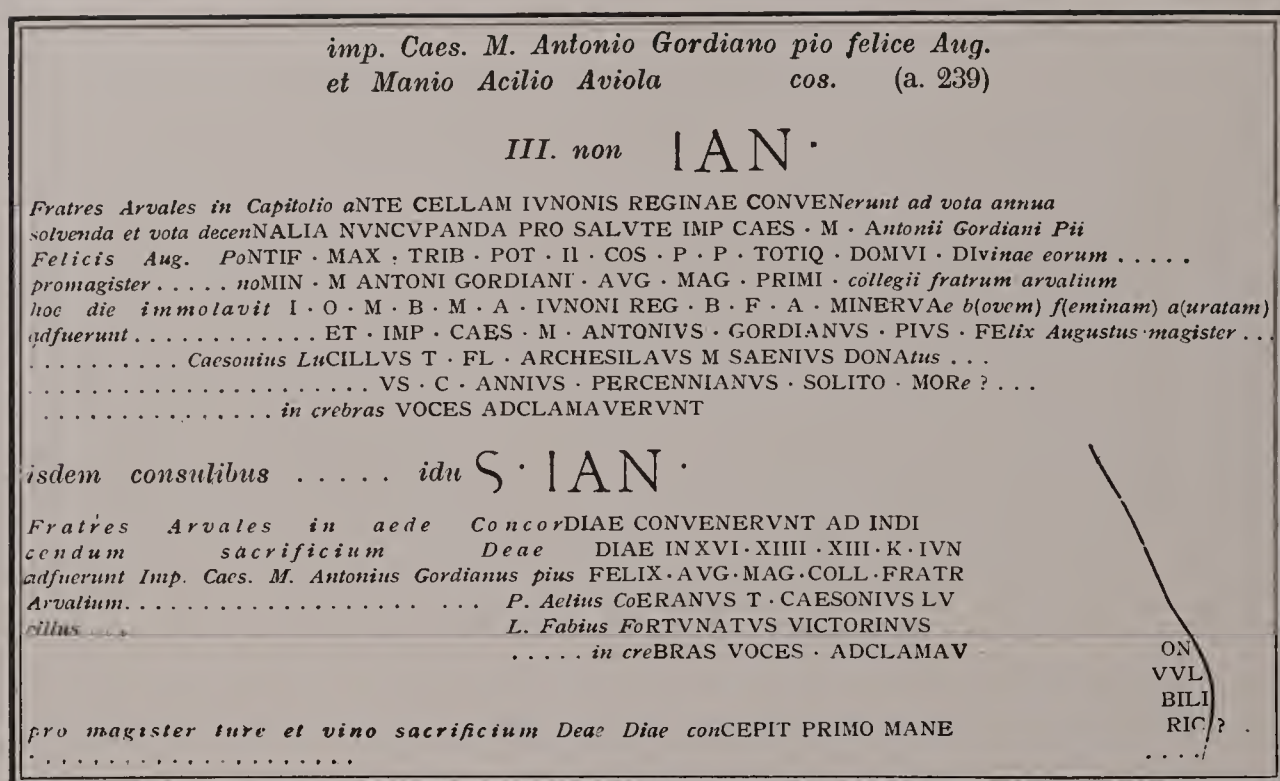 imp. Caes. M. Antonio Gordiano pio felice Aug.
et Manio Acilio Aviola cos. (a. 239)
III. non IAN ·
Fratres Arvales in Capitolio aNTE CELLAM IVNONIS REGINAE CONVENerunt ad vota annua
solvenda et vota decenNALIA NVNCVPANDA PRO SALVTE IMP CAES · M · Antonii Gordiani Pii
Felicis Aug. PoNTIF · MAX : TRIB · POT · II · COS · P · P · TOTIQ · DOMVI · DIvinae eorum . . . . .
promagister . . . . . noMIN · M ANTONI GORDIANI · AVG · MAG · PRIMI · collegii fratrum arvalium
hoc die immolavit I · O · M · B · M · A · IVNONI REG · B · F · A · MINERVAe b(ovem) f(eminam) a(uratam)
adfuerunt . . . . . . . . . . . . . ET · IMP · CAES · M · ANTONIVS · GORDIANVS · PIVS · FElix Augustus magister . . .
. . . . . . . . . . Caesonius LuCILLVS T · FL · ARCHESILAVS M SAENIVS DONAtus . . .
. . . . . . . . . . . . . . . . . . . . . . VS · C · ANNIVS · PERCENNIANVS · SOLITO · MORe ? . . .
. . . . . . . . . . . . . . . in crebras VOCES ADCLAMAVERVNT
isdem consulibus . . . . . iduS · IAN ·
Fratres Arvales in aede ConcorDIAE CONVENERVNT AD INDI
cendum sacrificium Deae DIAE IN XVI · XIIII · XIII · K · IVN
adfuerunt Imp. Caes. M. Antonius Gordianus pius FELIX · AVG · MAG · COLL · FRATR
Arvalium. . . . . . . . . . . . . . . . . . . . . . . . P. Aelius CoERANVS T · CAESONIVS LV
cillus . . . . L. Fabius FoRTVNATVS VICTORINVS
. . . . . in creBRAS VOCES · ADCLAMAV ON
VVL
BILI
pro magister ture et vino sacrificium Deae Diae conCEPIT PRIMO MANE RIC ? .
. . . . . . . . . . . . . . . . . . . . . . . . .